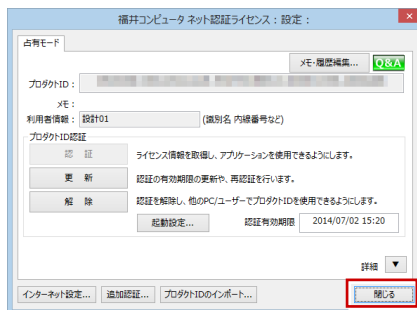 福井コンピュータ ネット認証ライセンス：設定：
占有モード
メモ・履歴編集... Q&A
プロダクトID：
メモ：
利用者情報： 設計01 (識別名 内線番号など)
プロダクトID認証
認 証 ライセンス情報を取得し、アプリケーションを使用できるようにします。
更 新 認証の有効期限の更新や、再認証を行います。
解 除 認証を解除し、他のPC/ユーザーでプロダクトIDを使用できるようにします。
起動設定... 認証有効期限 2014/07/02 15:20
詳細 ▼
インターネット設定... 追加認証... プロダクトIDのインポート... 閉じる